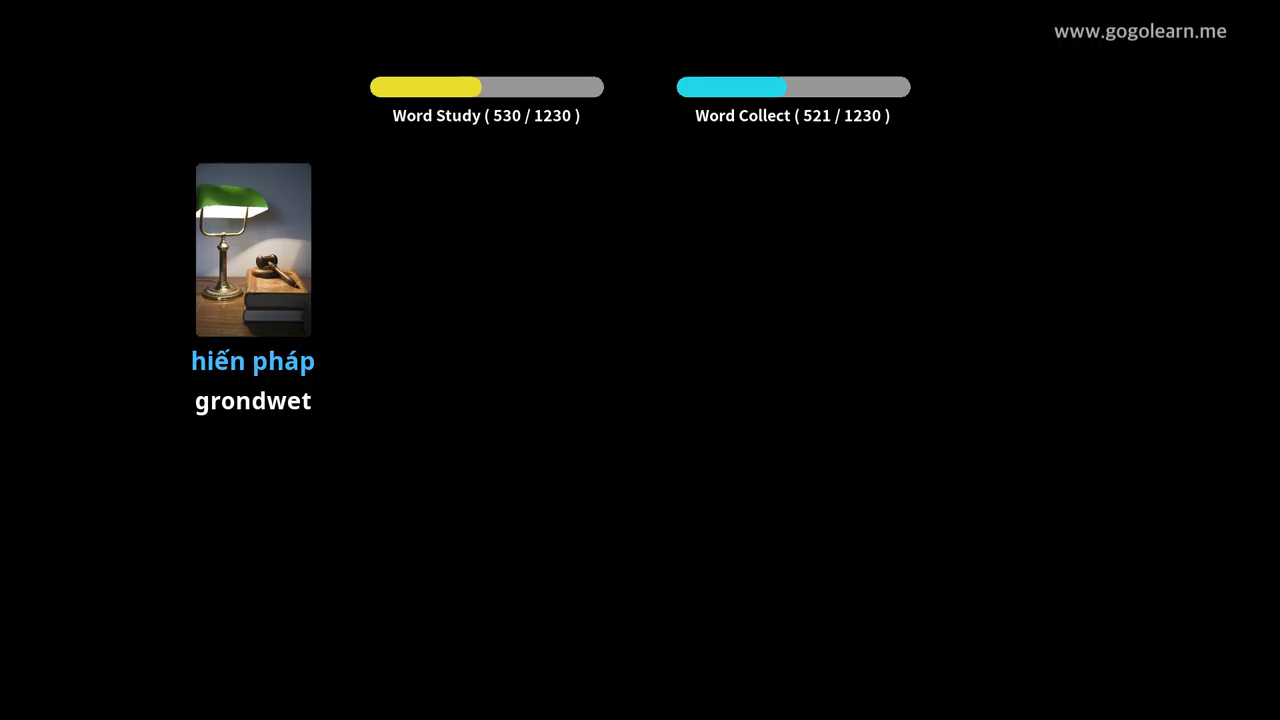 www.gogolearn.me
Word Study ( 530 / 1230 )
Word Collect ( 521 / 1230 )
hiến pháp
grondwet